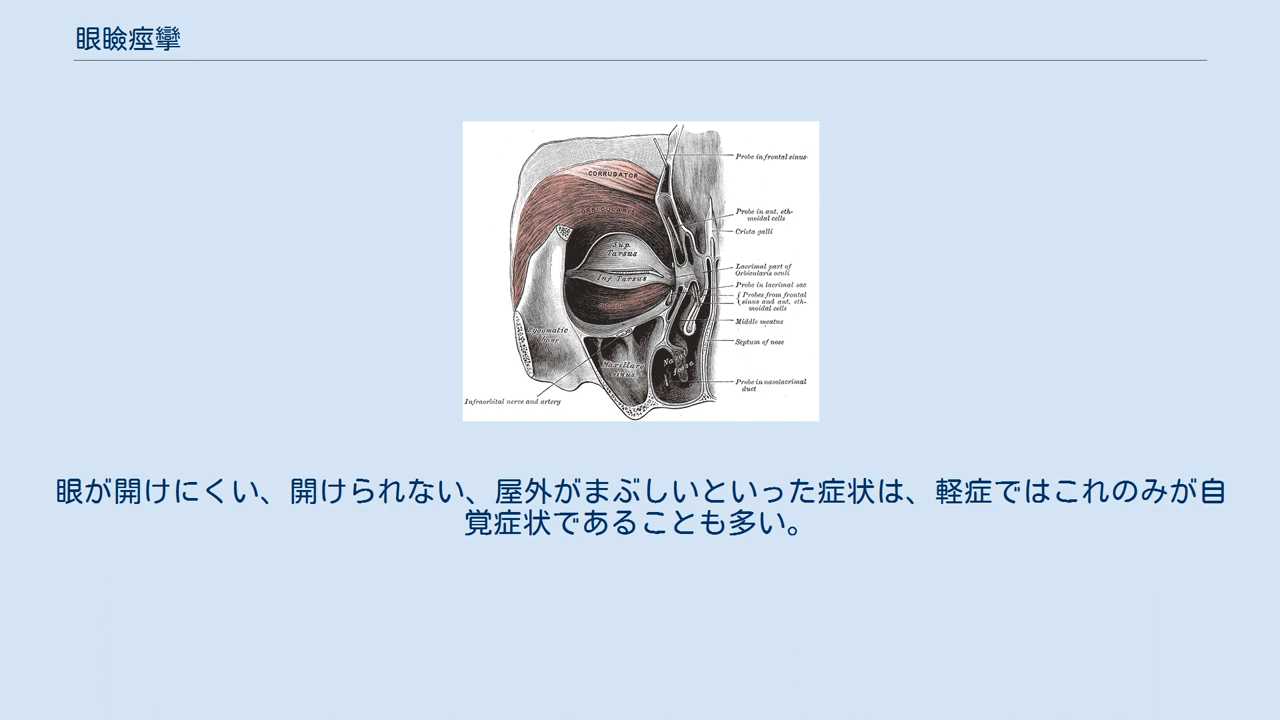 眼瞼痙攣
CORRUGATOR
Sup.
Tarsus
Inf. Tarsus
Zygomatic
bone
Maxillary
sinus
Nasal
fossa
Infraorbital nerve and artery
Probe in frontal sinus
Probe in ant. eth-
moidal cells
Crista galli
Lacrimal part of
Orbicularis oculi
Probe in lacrimal sac
Probes from frontal
sinus and ant. eth-
moidal cells
Middle meatus
Septum of nose
Probe in nasolacrimal
duct
眼が開けにくい、開けられない、屋外がまぶしいといった症状は、軽症ではこれのみが自
覚症状であることも多い。